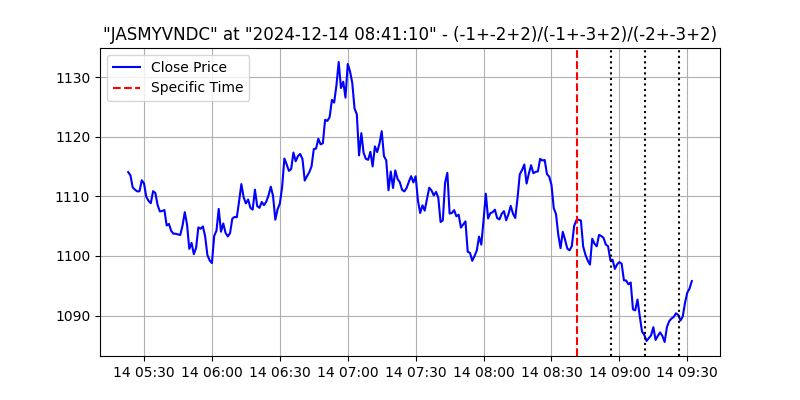 "JASMYVNDC" at "2024-12-14 08:41:10" - (-1+-2+2)/(-1+-3+2)/(-2+-3+2)
Close Price
Specific Time
1130
1120
1110
1100
1090
14 05:30 14 06:00 14 06:30 14 07:00 14 07:30 14 08:00 14 08:30 14 09:00 14 09:30